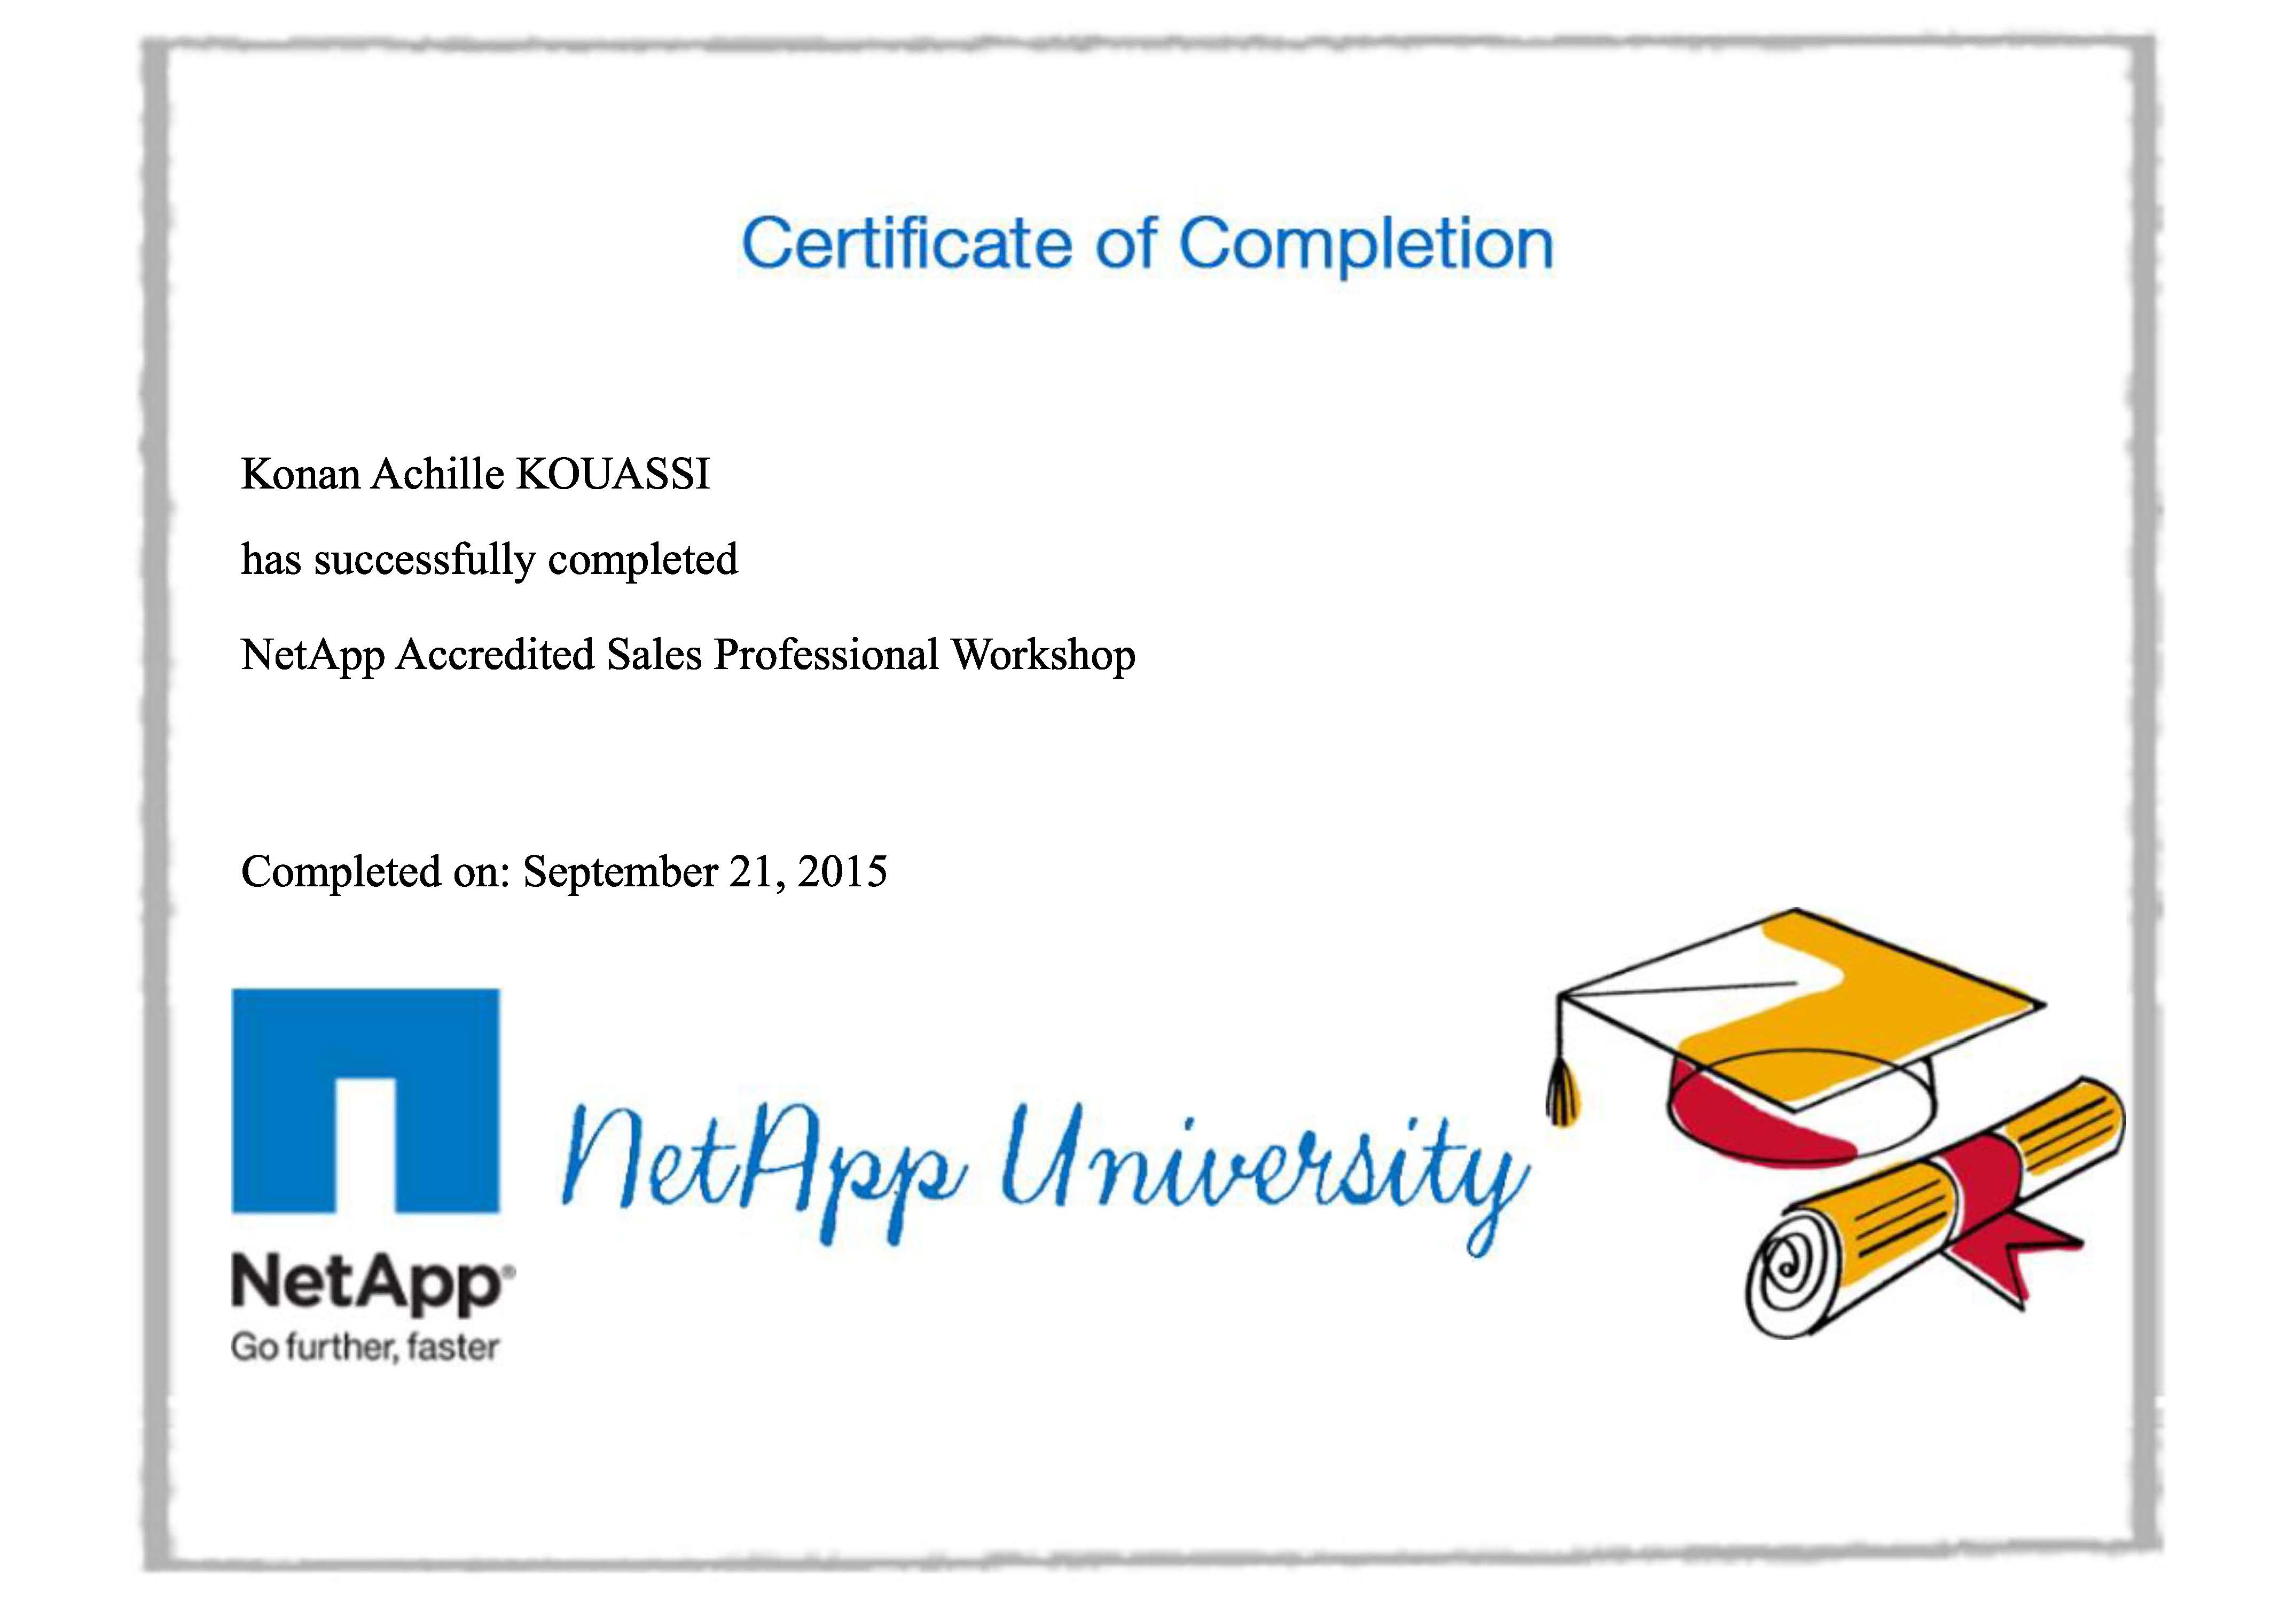 Certificate of Completion
Konan Achille KOUASSI
has successfully completed
NetApp Accredited Sales Professional Workshop
Completed on: September 21, 2015
NetApp University
NetApp®
Go further, faster